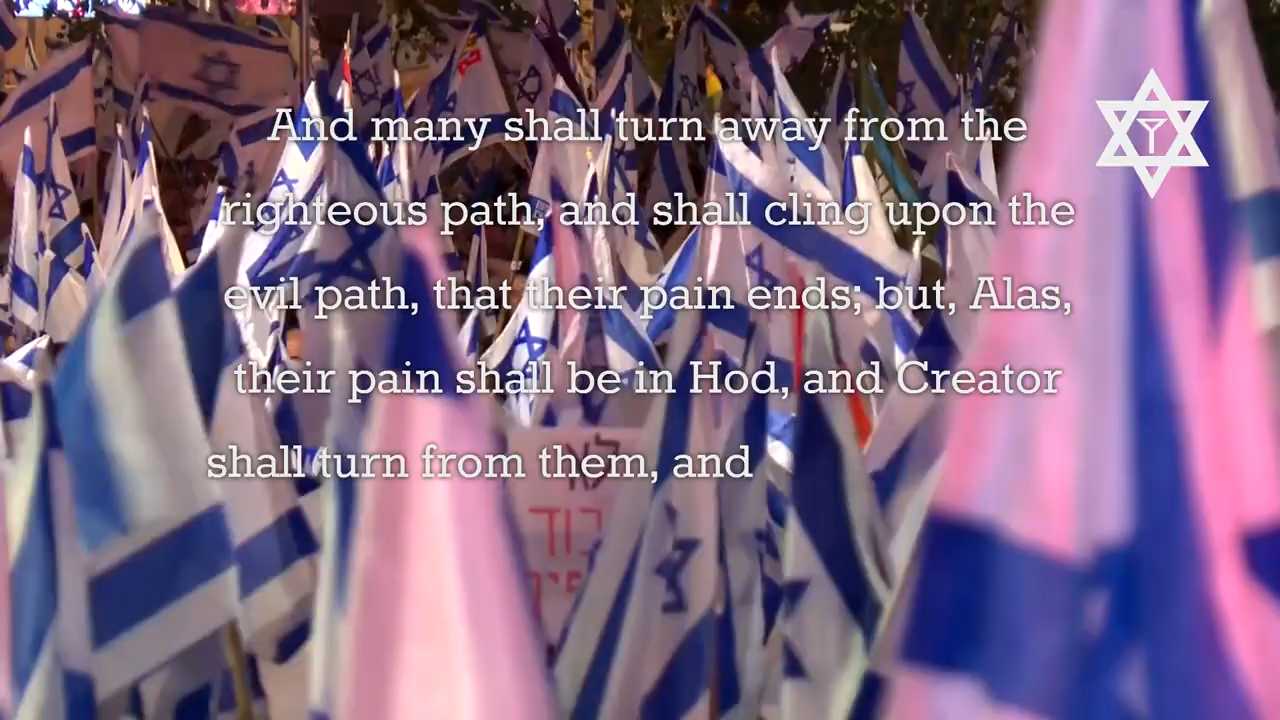 And many shall turn away from the
righteous path, and shall cling upon the
evil path, that their pain ends; but, Alas,
their pain shall be in Hod, and Creator
shall turn from them, and
לא